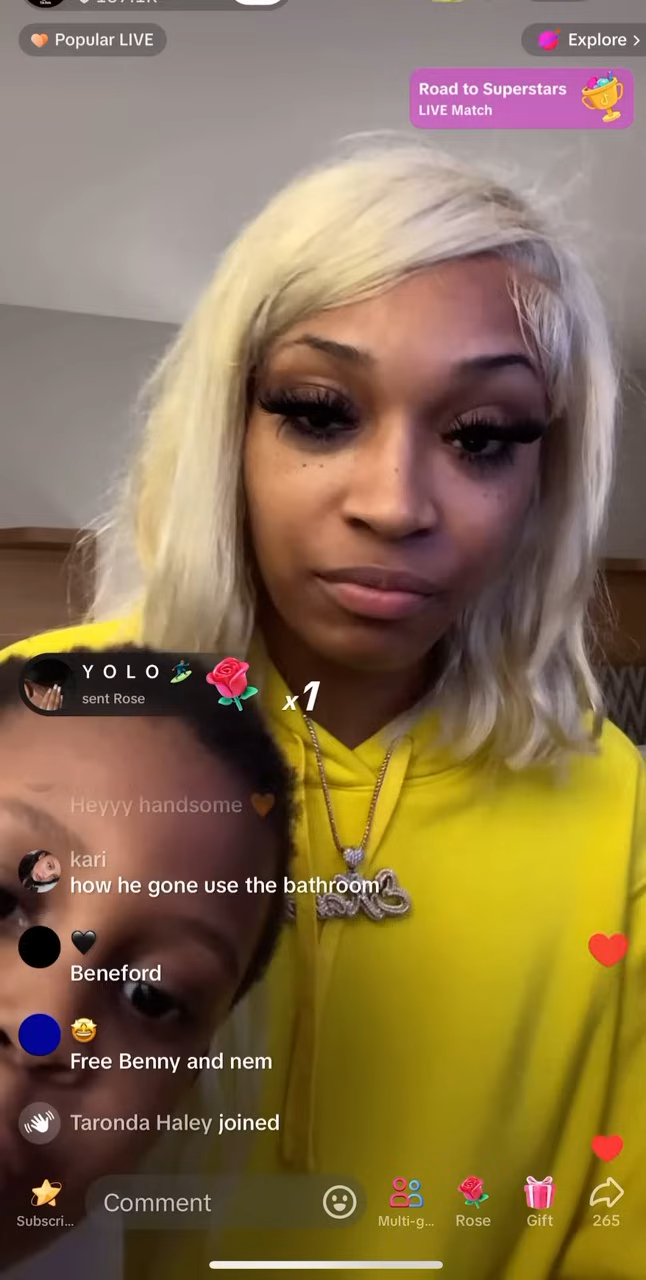 Popular LIVE
Explore >
Road to Superstars
LIVE Match
Y O L O
sent Rose
x1
Heyyy handsome
kari
how he gone use the bathroom
Beneford
Free Benny and nem
Taronda Haley joined
Comment
Subscri...
Multi-g...
Rose
Gift
265